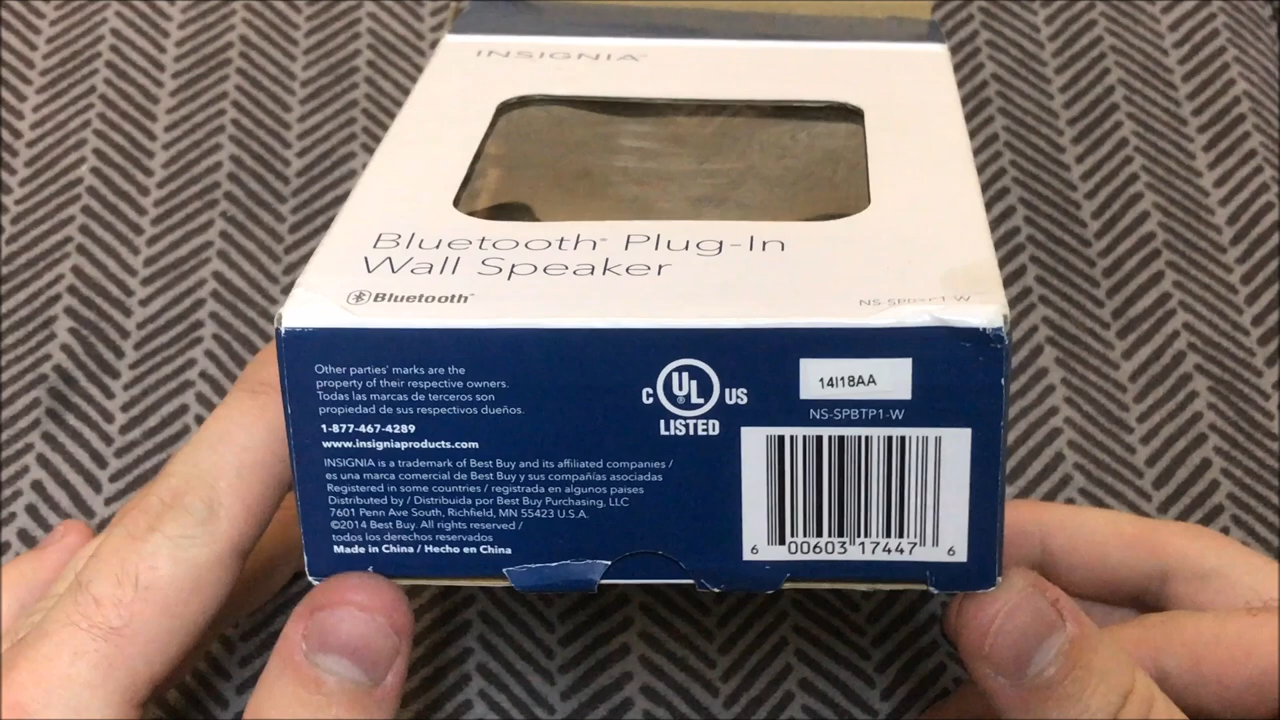 INSIGNIA™
Bluetooth® Plug-In
Wall Speaker
Bluetooth®
NS-SPBTP1-W
Other parties' marks are the
property of their respective owners.
Todas las marcas de terceros son
propiedad de sus respectivos dueños.
1-877-467-4289
www.insigniaproducts.com
INSIGNIA is a trademark of Best Buy and its affiliated companies /
es una marca comercial de Best Buy y sus compañías asociadas
Registered in some countries / registrada en algunos paises
Distributed by / Distribuida por Best Buy Purchasing, LLC
7601 Penn Ave South, Richfield, MN 55423 U.S.A.
©2014 Best Buy. All rights reserved /
todos los derechos reservados
Made in China / Hecho en China
C UL® US
LISTED
14I18AA
NS-SPBTP1-W
6 00603 17447 6